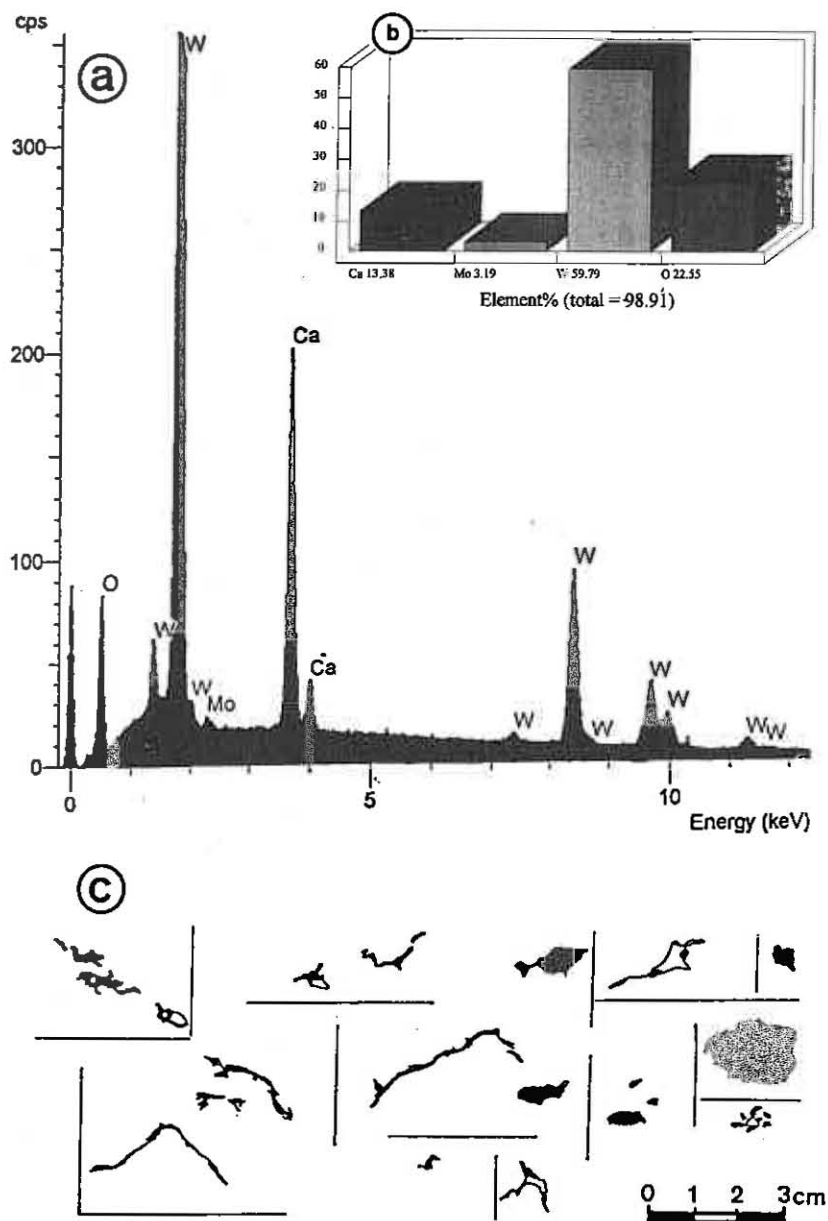 cps
a
W
b
60
50
40
30
20
10
0
Ca 13.38 Mo 3.19 W 59.79 O 22.55
Element% (total = 98.91)
300
200
100
0
O
W
W
Mo
Ca
Ca
W
W
W
W
W
W W
0 5 10
Energy (keV)
c
0 1 2 3cm